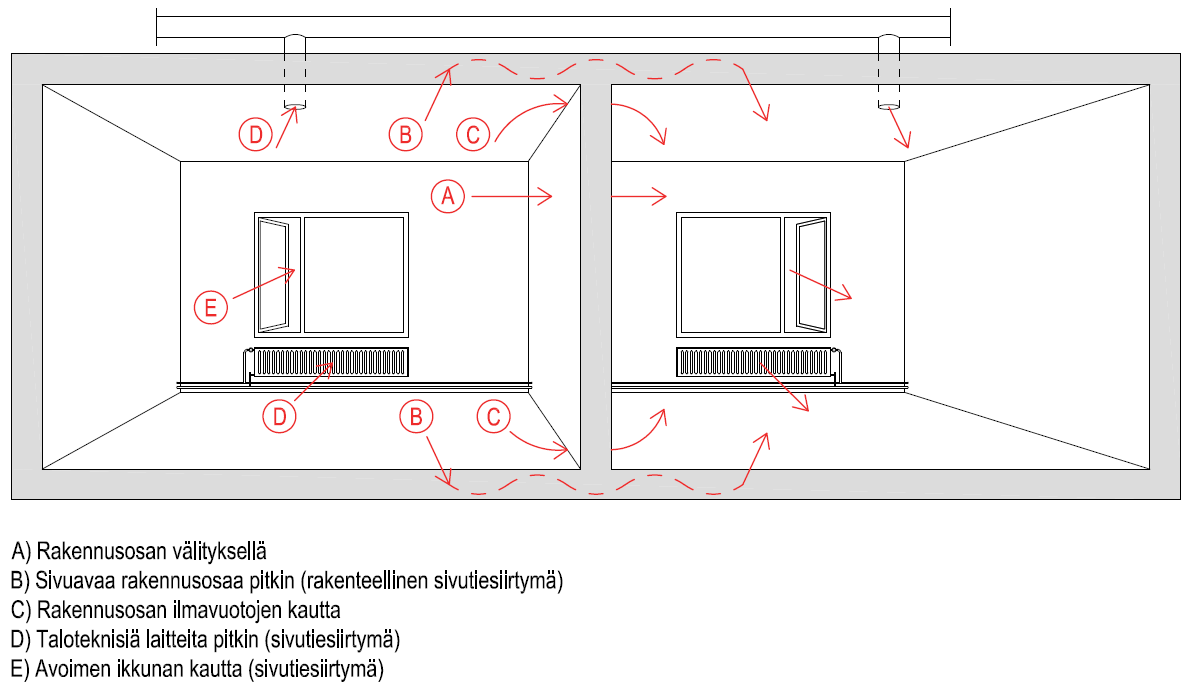 D
B
C
A
E
D
B
C
A) Rakennusosan välityksellä
B) Sivuavaa rakennusosaa pitkin (rakenteellinen sivutiesiirtymä)
C) Rakennusosan ilmavuotojen kautta
D) Taloteknisiä laitteita pitkin (sivutiesiirtymä)
E) Avoimen ikkunan kautta (sivutiesiirtymä)